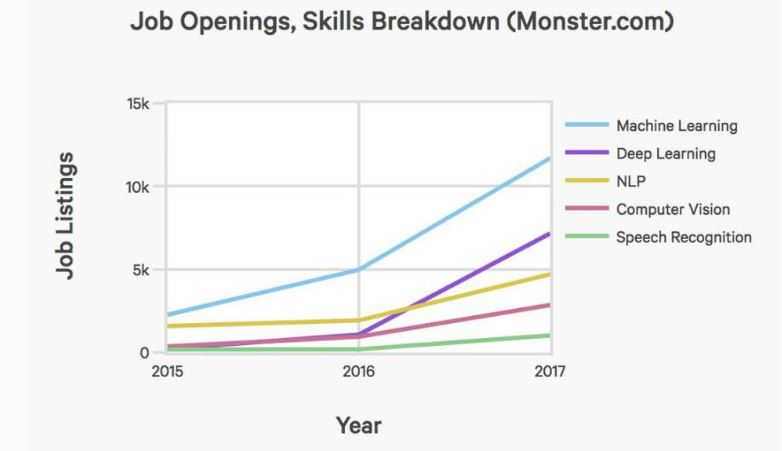 Job Openings, Skills Breakdown (Monster.com)
15k
10k
5k
0
Job Listings
2015
2016
2017
Year
Machine Learning
Deep Learning
NLP
Computer Vision
Speech Recognition